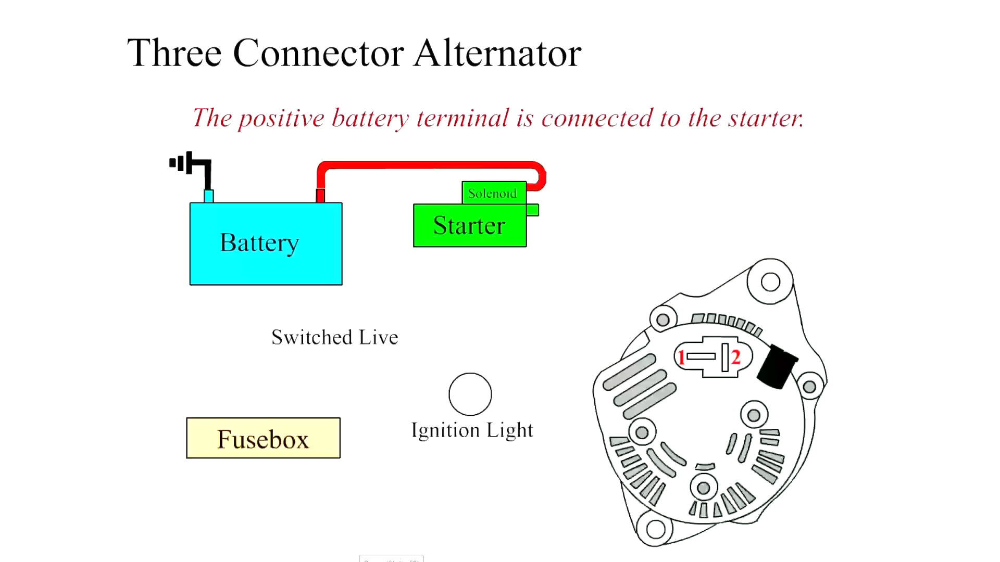 Three Connector Alternator
The positive battery terminal is connected to the starter.
Solenoid
Starter
Battery
Switched Live
1 2
Ignition Light
Fusebox